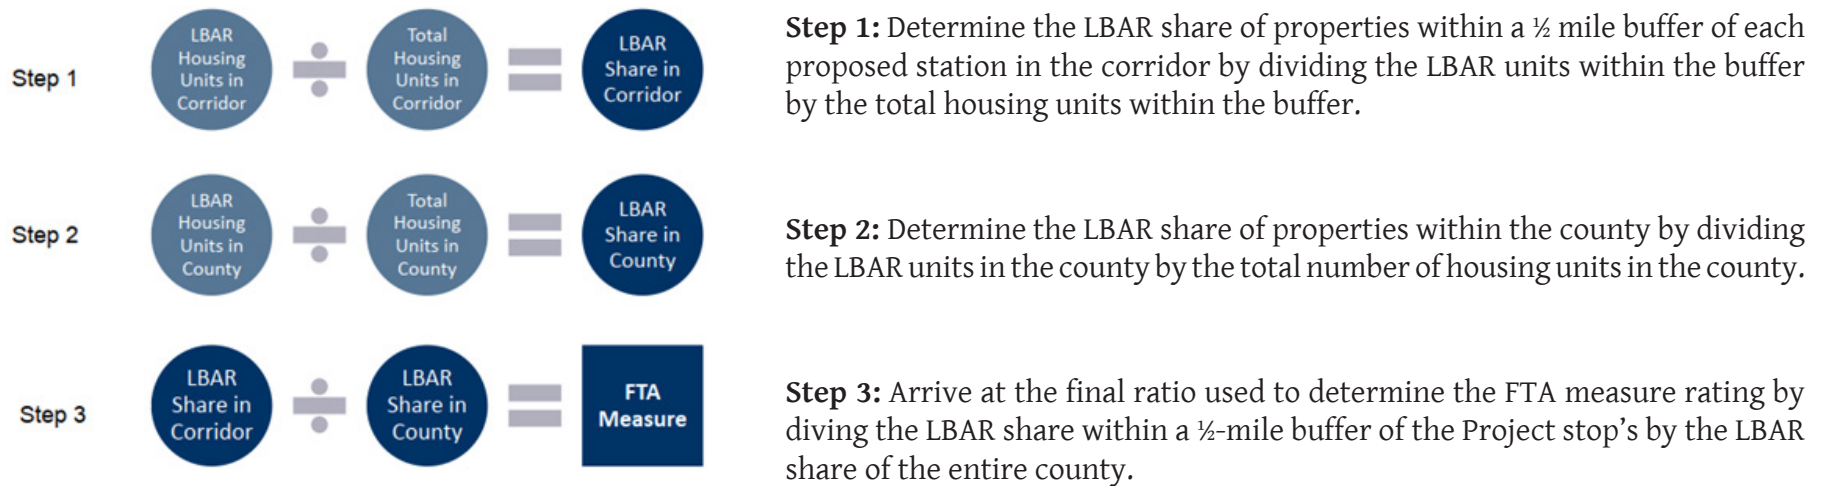 Step 1
LBAR
Housing
Units in
Corridor
Total
Housing
Units in
Corridor
LBAR
Share in
Corridor
Step 1: Determine the LBAR share of properties within a ½ mile buffer of each
proposed station in the corridor by dividing the LBAR units within the buffer
by the total housing units within the buffer.
Step 2
LBAR
Housing
Units in
County
Total
Housing
Units in
County
LBAR
Share in
County
Step 2: Determine the LBAR share of properties within the county by dividing
the LBAR units in the county by the total number of housing units in the county.
Step 3
LBAR
Share in
Corridor
LBAR
Share in
County
FTA
Measure
Step 3: Arrive at the final ratio used to determine the FTA measure rating by
diving the LBAR share within a ½-mile buffer of the Project stop’s by the LBAR
share of the entire county.